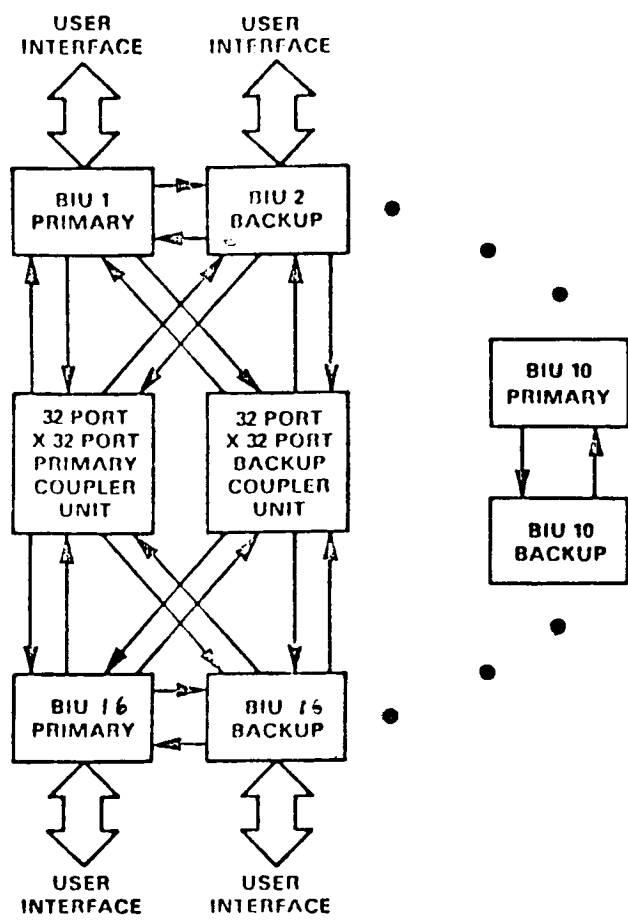 USER
INTERFACE
USER
INTERFACE
BIU 1
PRIMARY
BIU 2
BACKUP
32 PORT
X 32 PORT
PRIMARY
COUPLER
UNIT
32 PORT
X 32 PORT
BACKUP
COUPLER
UNIT
BIU 10
PRIMARY
BIU 10
BACKUP
BIU 16
PRIMARY
BIU 16
BACKUP
USER
INTERFACE
USER
INTERFACE